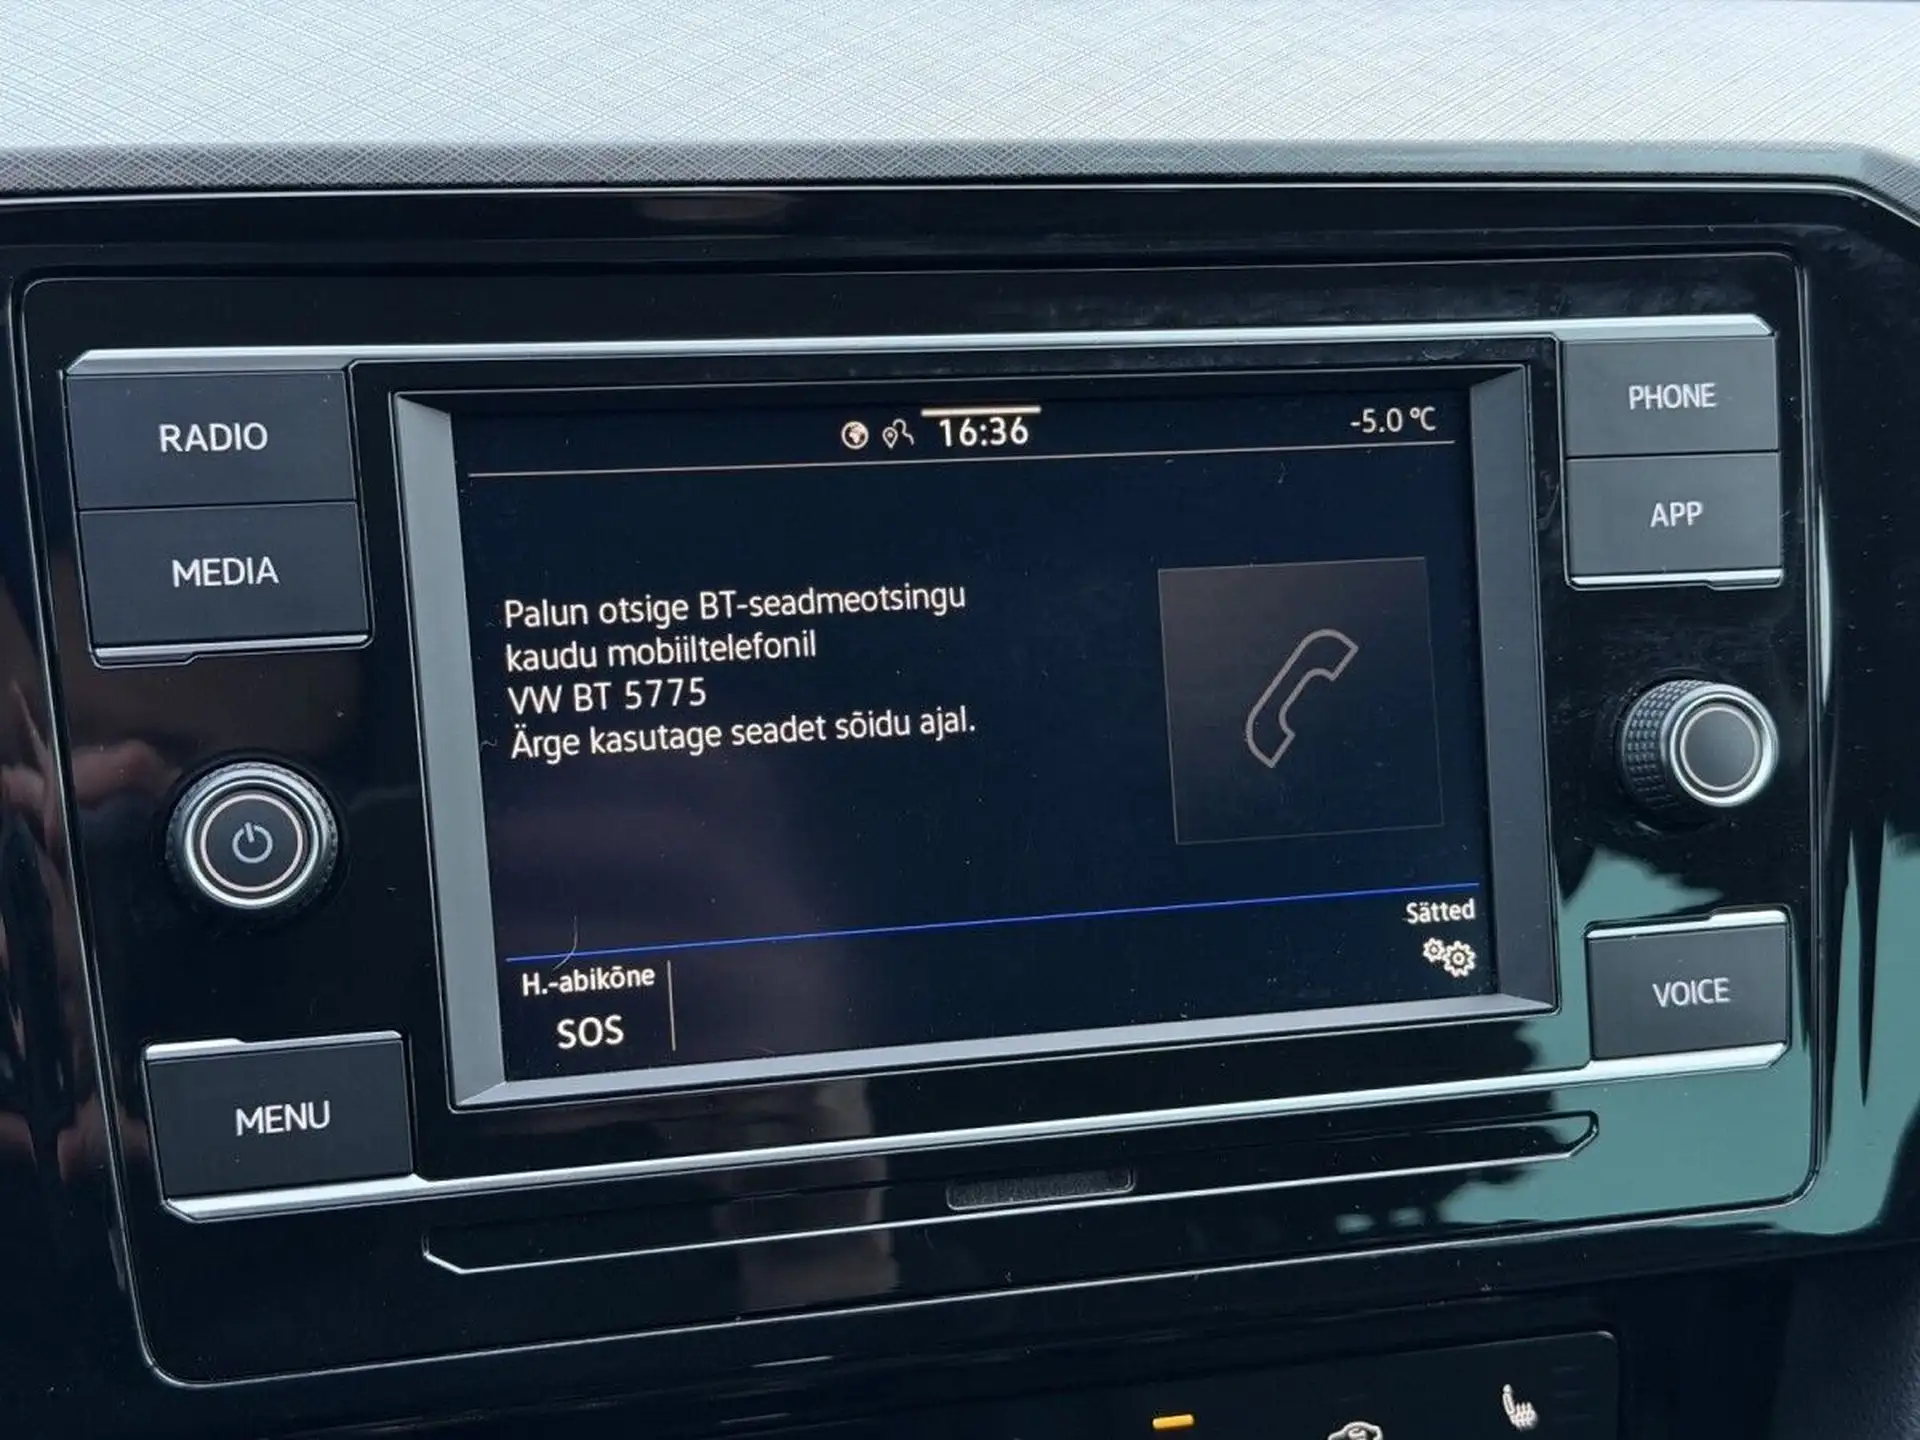 RADIO
MEDIA
MENU
16:36
-5.0 °C
Palun otsige BT-seadmeotsingu
kaudu mobiiltelefonil
VW BT 5775
Ärge kasutage seadet sõidu ajal.
Sätted
H.-abikõne
SOS
PHONE
APP
VOICE